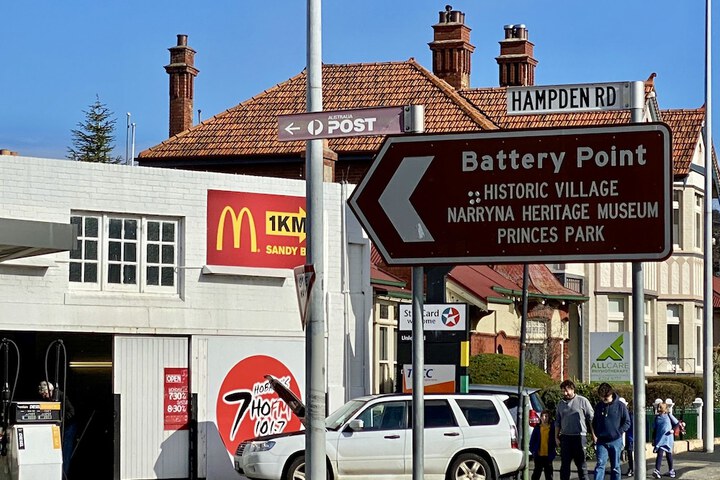 HAMPDEN RD
AUSTRALIA
POST
Battery Point
HISTORIC VILLAGE
NARRYNA HERITAGE MUSEUM
PRINCES PARK
1KM
SANDY B
StarCard
welcome
ALLCARE
PHYSIOTHERAPY
OPEN
7.30
8.30
7HOFM
101.7